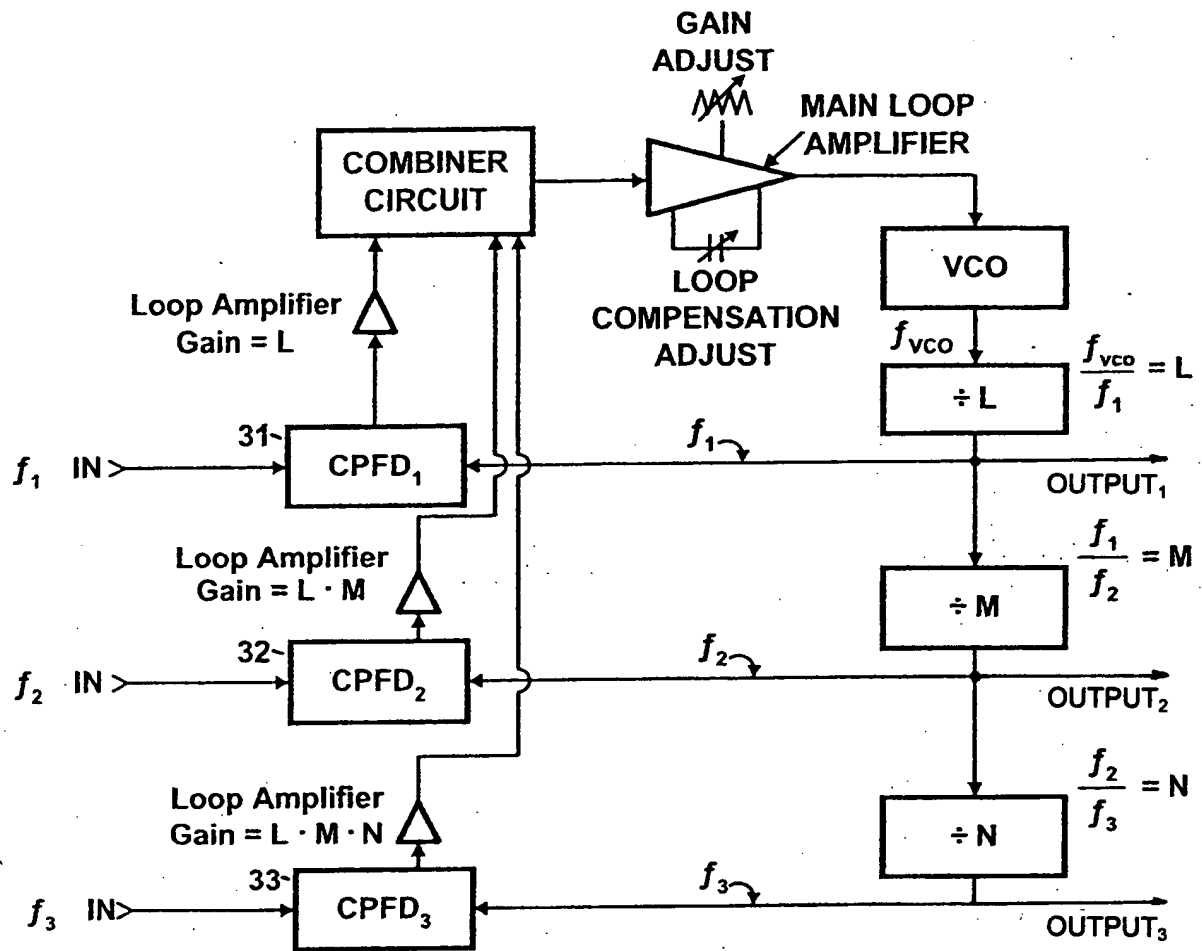 GAIN
ADJUST
MAIN LOOP
AMPLIFIER
COMBINER
CIRCUIT
VCO
LOOP
COMPENSATION
ADJUST
Loop Amplifier
Gain = L
f_VCO
÷ L
f_vco / f_1 = L
31
f_1 IN
CPFD_1
f_1
OUTPUT_1
Loop Amplifier
Gain = L · M
f_1 / f_2 = M
÷ M
32
f_2 IN
CPFD_2
f_2
OUTPUT_2
Loop Amplifier
Gain = L · M · N
f_2 / f_3 = N
÷ N
33
f_3 IN
CPFD_3
f_3
OUTPUT_3